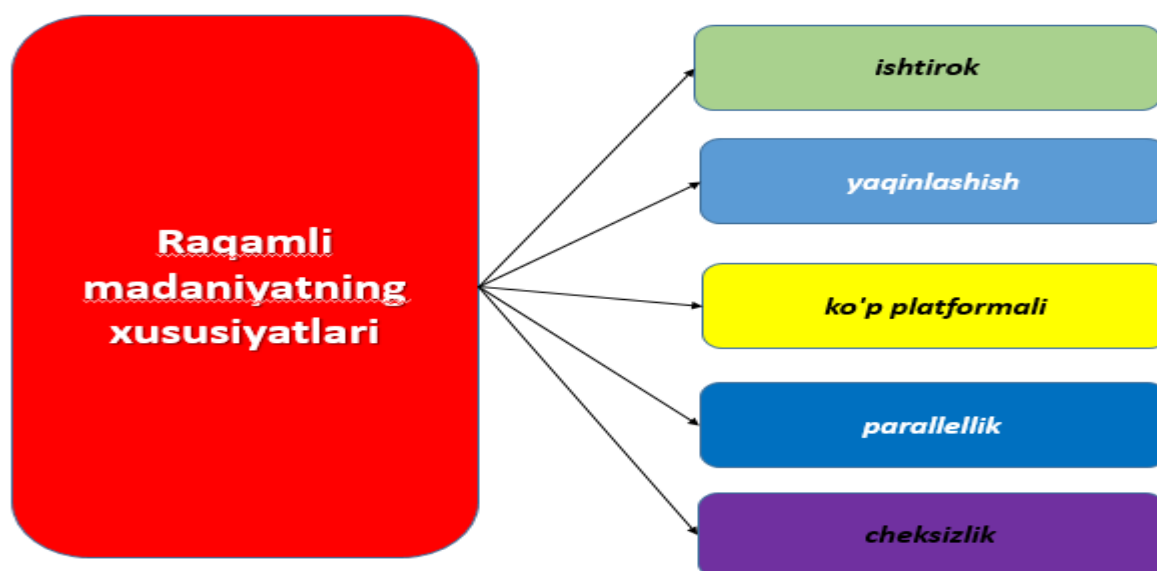 Raqamli
madaniyatning
xususiyatlari
ishtirok
yaqinlashish
ko'p platformali
parallellik
cheksizlik